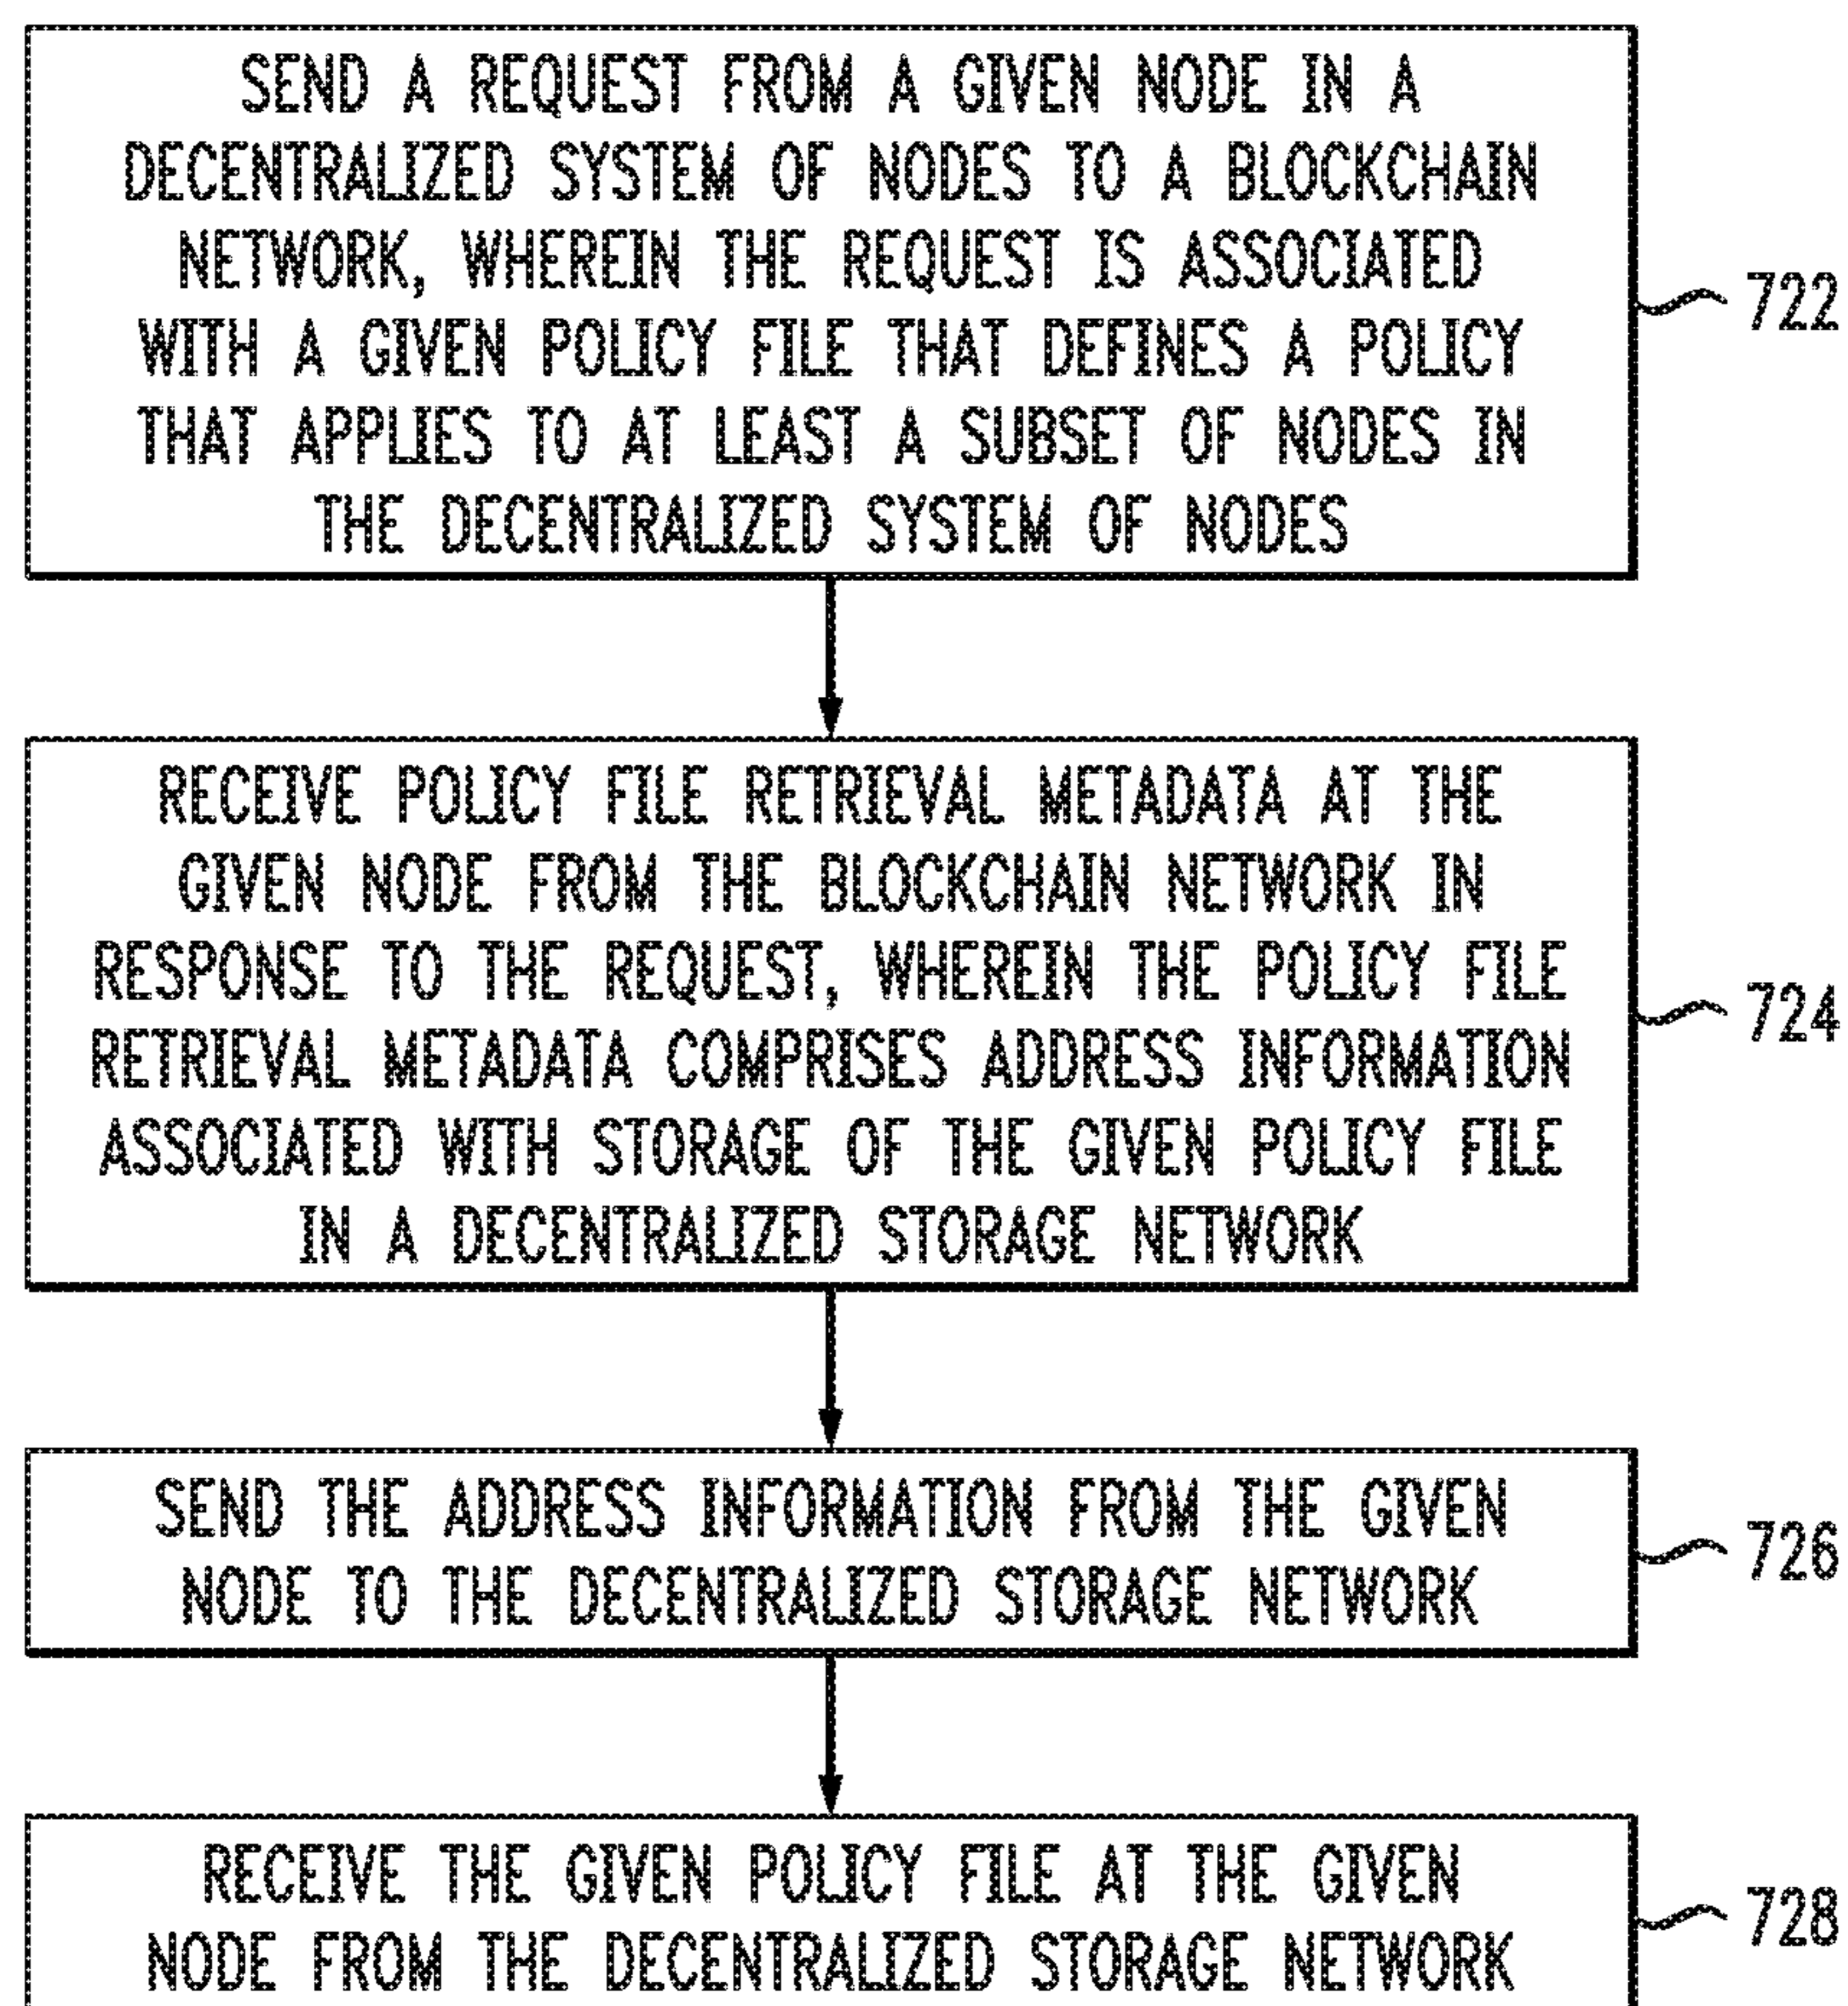 SEND A REQUEST FROM A GIVEN NODE IN A
DECENTRALIZED SYSTEM OF NODES TO A BLOCKCHAIN
NETWORK, WHEREIN THE REQUEST IS ASSOCIATED
WITH A GIVEN POLICY FILE THAT DEFINES A POLICY
THAT APPLIES TO AT LEAST A SUBSET OF NODES IN
THE DECENTRALIZED SYSTEM OF NODES
722
RECEIVE POLICY FILE RETRIEVAL METADATA AT THE
GIVEN NODE FROM THE BLOCKCHAIN NETWORK IN
RESPONSE TO THE REQUEST, WHEREIN THE POLICY FILE
RETRIEVAL METADATA COMPRISES ADDRESS INFORMATION
ASSOCIATED WITH STORAGE OF THE GIVEN POLICY FILE
IN A DECENTRALIZED STORAGE NETWORK
724
SEND THE ADDRESS INFORMATION FROM THE GIVEN
NODE TO THE DECENTRALIZED STORAGE NETWORK
726
RECEIVE THE GIVEN POLICY FILE AT THE GIVEN
NODE FROM THE DECENTRALIZED STORAGE NETWORK
728